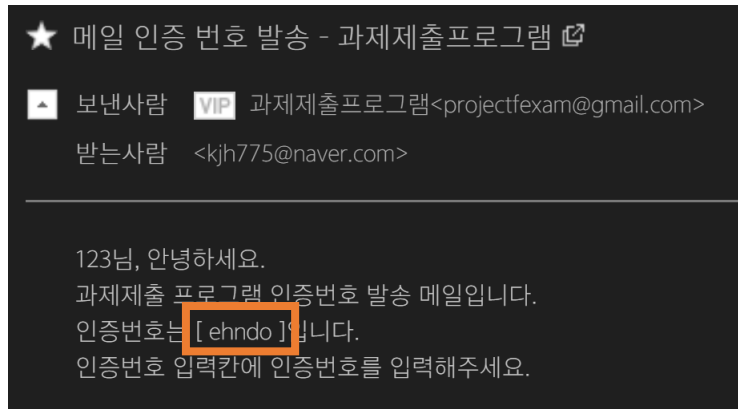 ★ 메일 인증 번호 발송 - 과제제출프로그램
보낸사람 VIP 과제제출프로그램<projectfexam@gmail.com>
받는사람 <kjh775@naver.com>
123님, 안녕하세요.
과제제출 프로그램 인증번호 발송 메일입니다.
인증번호는 [ ehndo ]입니다.
인증번호 입력칸에 인증번호를 입력해주세요.